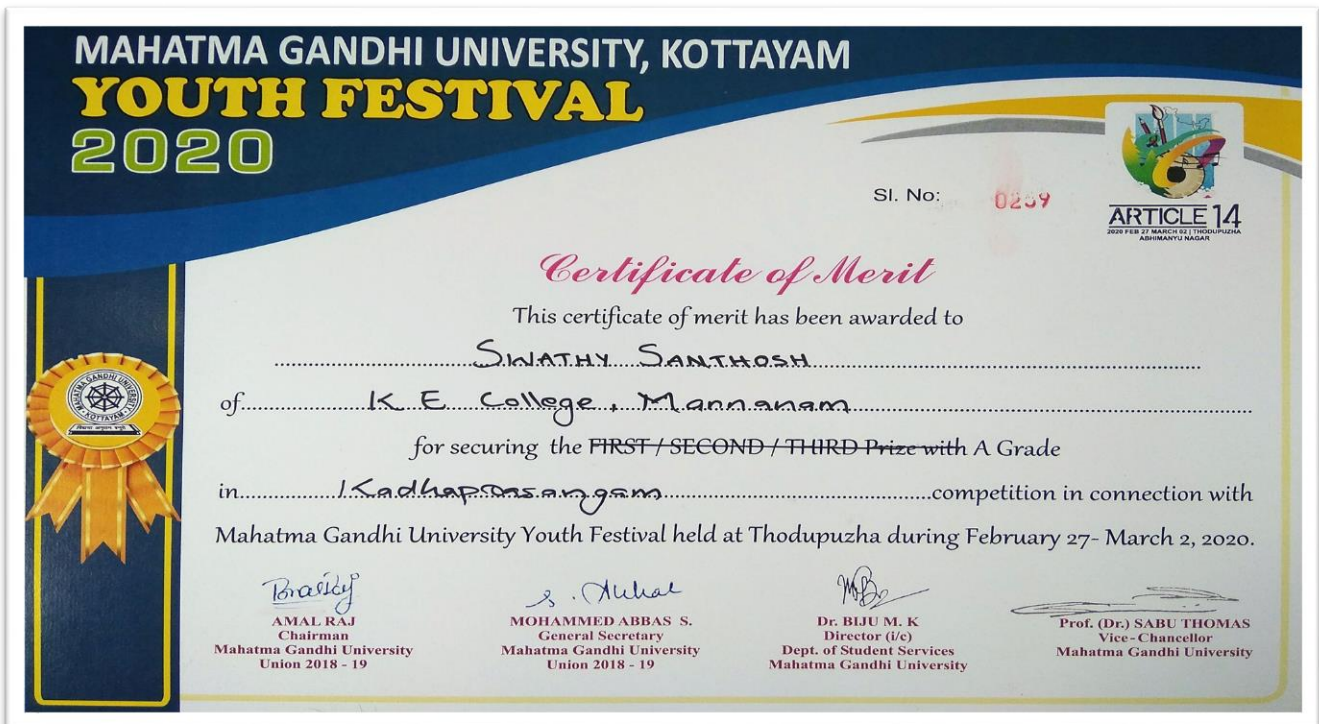 MAHATMA GANDHI UNIVERSITY, KOTTAYAM
YOUTH FESTIVAL
2020
Sl. No:
ARTICLE 14
2020 FEB 27 MARCH 02 | THODUPUZHA
ABHIMANYU NAGAR
Certificate of Merit
This certificate of merit has been awarded to
SWATHY SANTHOSH
of K E College, Mannanam
for securing the FIRST / SECOND / THIRD Prize with A Grade
in Kadhaprasangam competition in connection with
Mahatma Gandhi University Youth Festival held at Thodupuzha during February 27- March 2, 2020.
MAHATMA GANDHI UNIVERSITY
KOTTAYAM
AMAL RAJ
Chairman
Mahatma Gandhi University
Union 2018 - 19
MOHAMMED ABBAS S.
General Secretary
Mahatma Gandhi University
Union 2018 - 19
Dr. BIJU M. K
Director (i/c)
Dept. of Student Services
Mahatma Gandhi University
Prof. (Dr.) SABU THOMAS
Vice-Chancellor
Mahatma Gandhi University